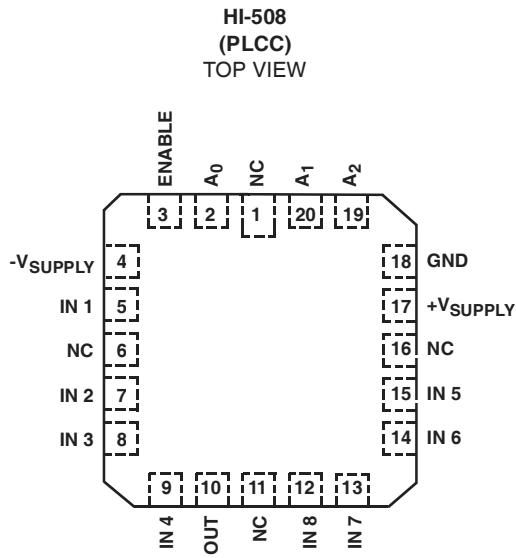 HI-508
(PLCC)
TOP VIEW
ENABLE
A0
NC
A1
A2
3
2
1
20
19
-VSUPPLY 4
18 GND
IN 1 5
17 +VSUPPLY
NC 6
16 NC
IN 2 7
15 IN 5
IN 3 8
14 IN 6
9
10
11
12
13
IN 4
OUT
NC
IN 8
IN 7